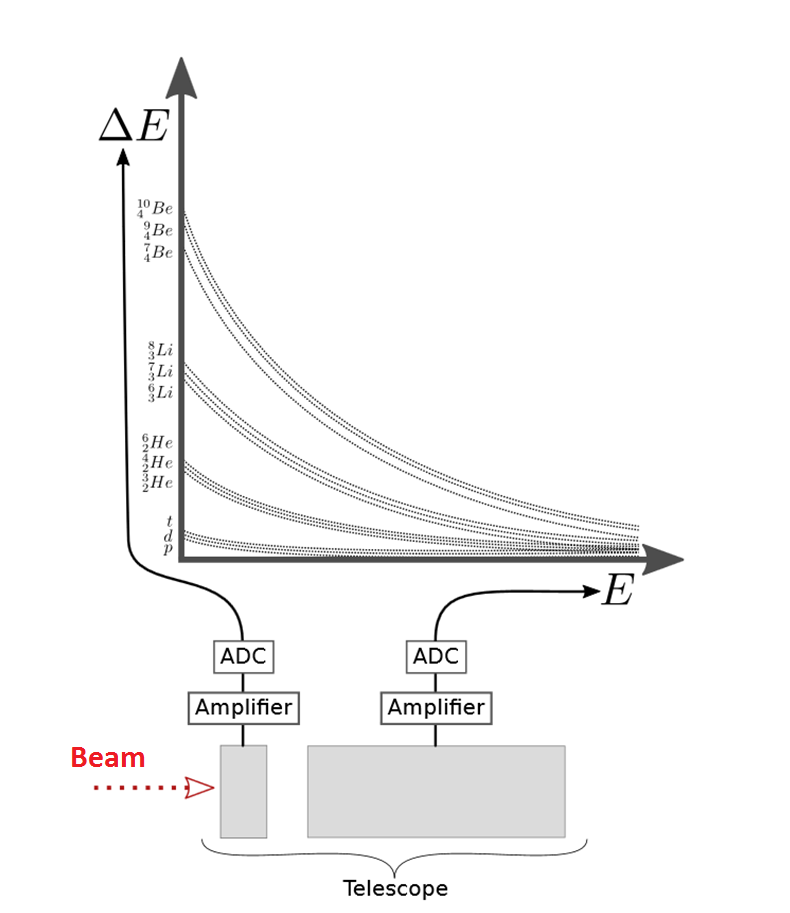 ΔE
¹⁰₄Be
⁹₄Be
⁷₄Be
⁸₃Li
⁷₃Li
⁶₃Li
⁶₂He
⁴₂He
³₂He
t
d
p
E
ADC ADC
Amplifier Amplifier
Beam
Telescope